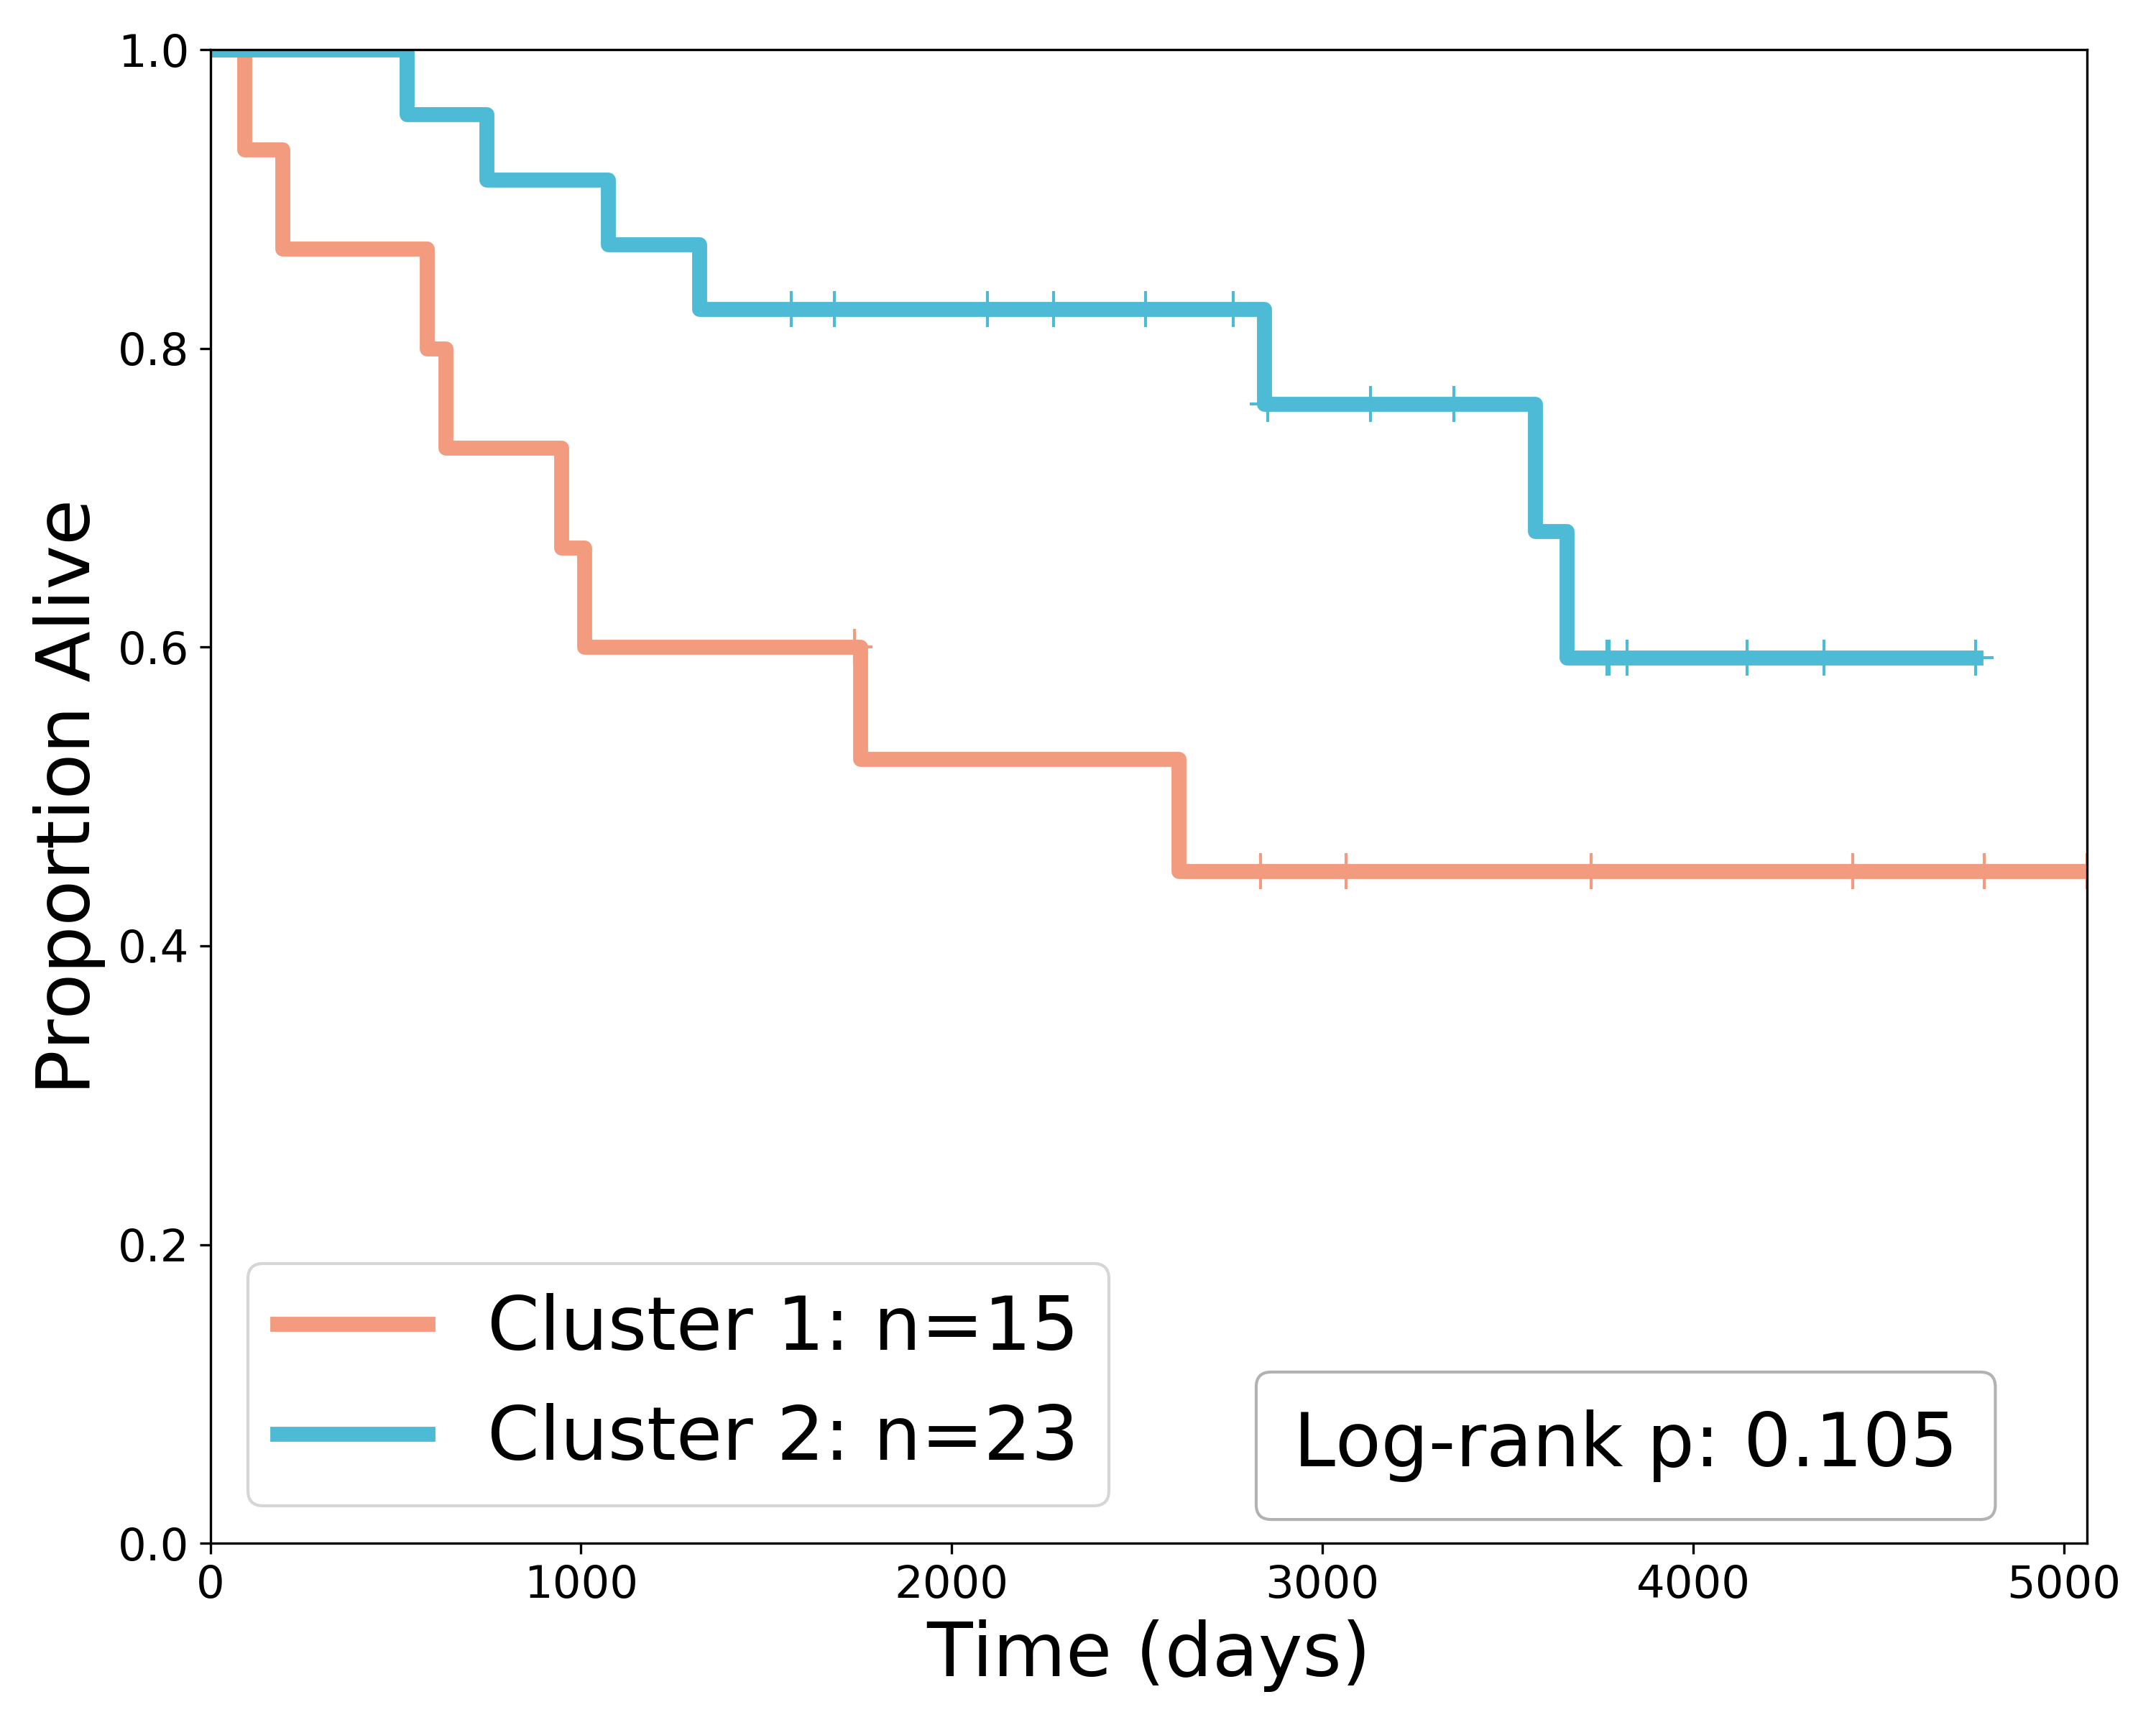 1.0
0.8
0.6
0.4
0.2
0.0
Proportion Alive
Cluster 1: n=15
Cluster 2: n=23
Log-rank p: 0.105
0 1000 2000 3000 4000 5000
Time (days)